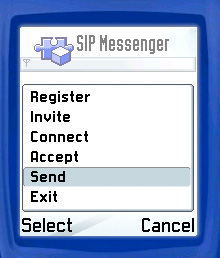 SIP Messenger
Register
Invite
Connect
Accept
Send
Exit
Select Cancel